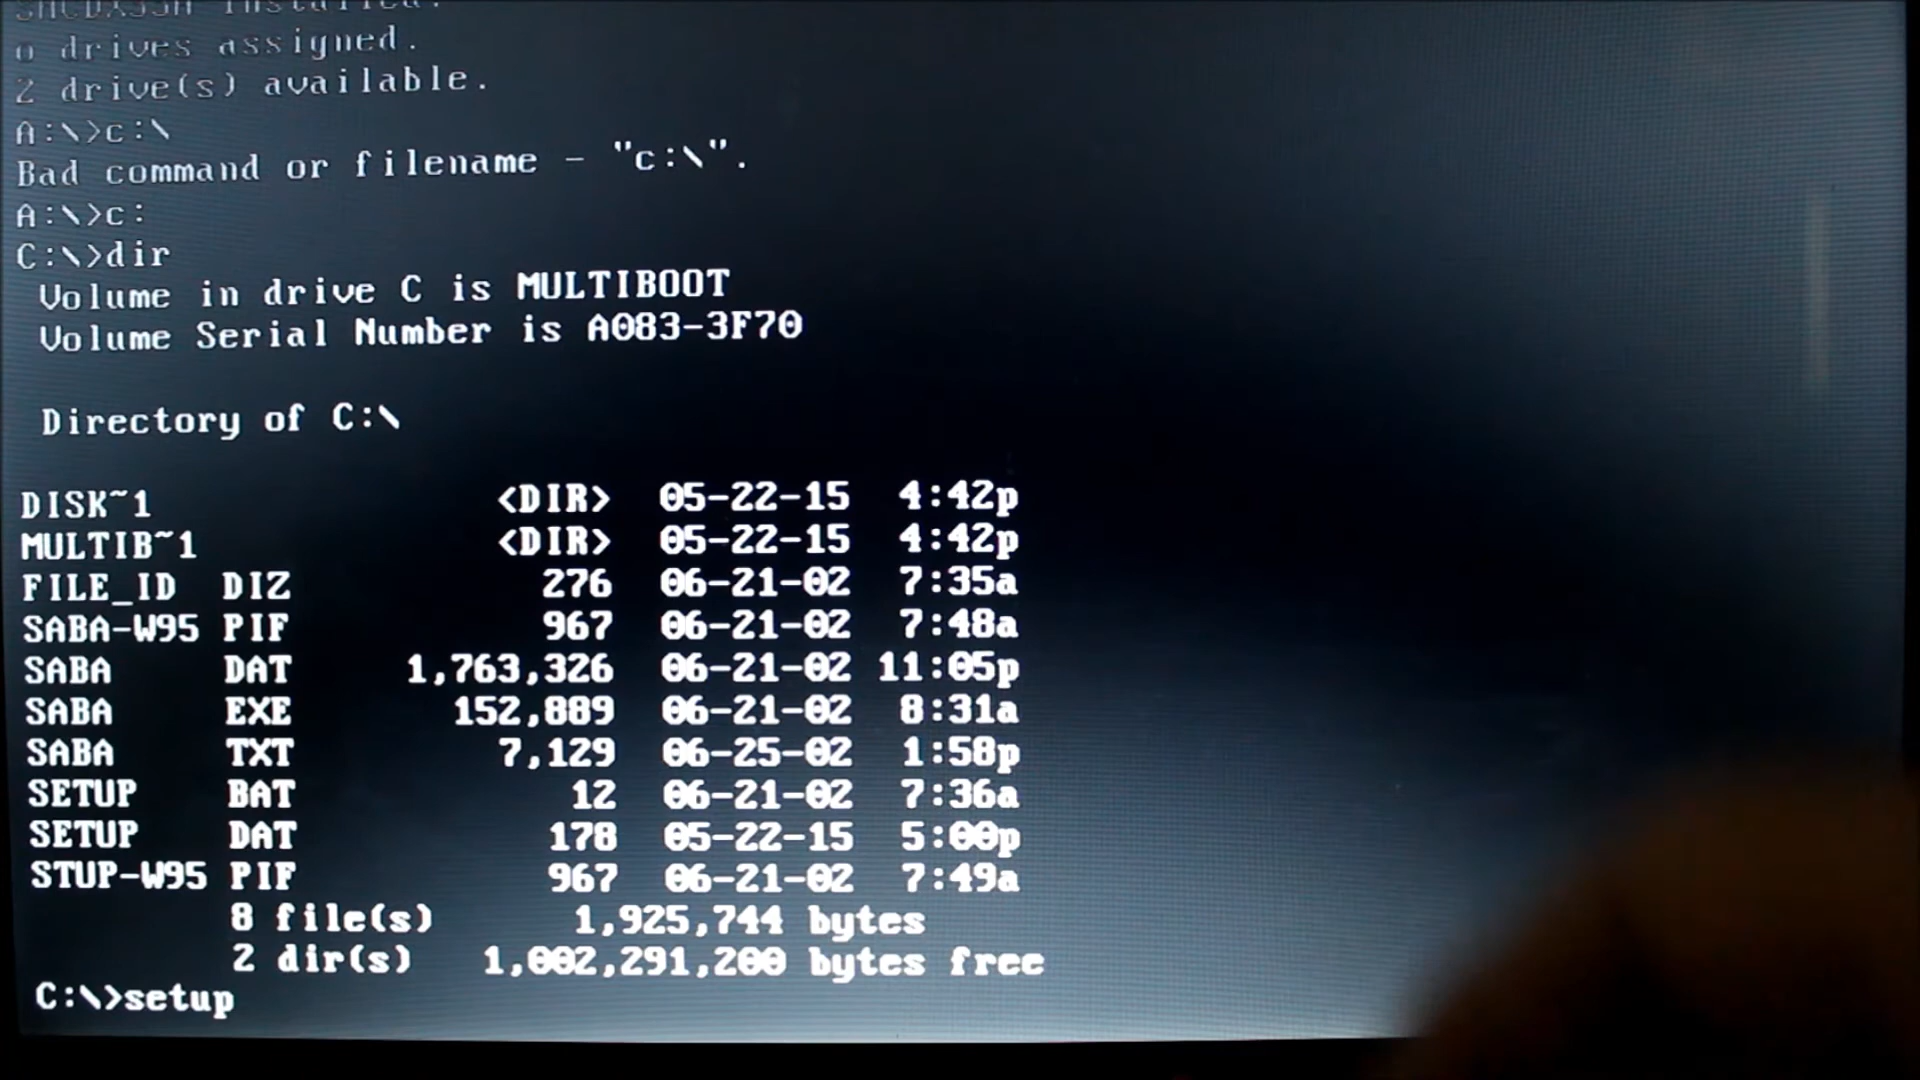 SHCDX33A installed.
0 drives assigned.
2 drive(s) available.
A:\>c:\
Bad command or filename - "c:\".
A:\>c:
C:\>dir
Volume in drive C is MULTIBOOT
Volume Serial Number is A083-3F70
Directory of C:\
DISK~1 <DIR> 05-22-15 4:42p
MULTIB~1 <DIR> 05-22-15 4:42p
FILE_ID DIZ 276 06-21-02 7:35a
SABA-W95 PIF 967 06-21-02 7:48a
SABA DAT 1,763,326 06-21-02 11:05p
SABA EXE 152,889 06-21-02 8:31a
SABA TXT 7,129 06-25-02 1:58p
SETUP BAT 12 06-21-02 7:36a
SETUP DAT 178 05-22-15 5:00p
STUP-W95 PIF 967 06-21-02 7:49a
8 file(s) 1,925,744 bytes
2 dir(s) 1,002,291,200 bytes free
C:\>setup